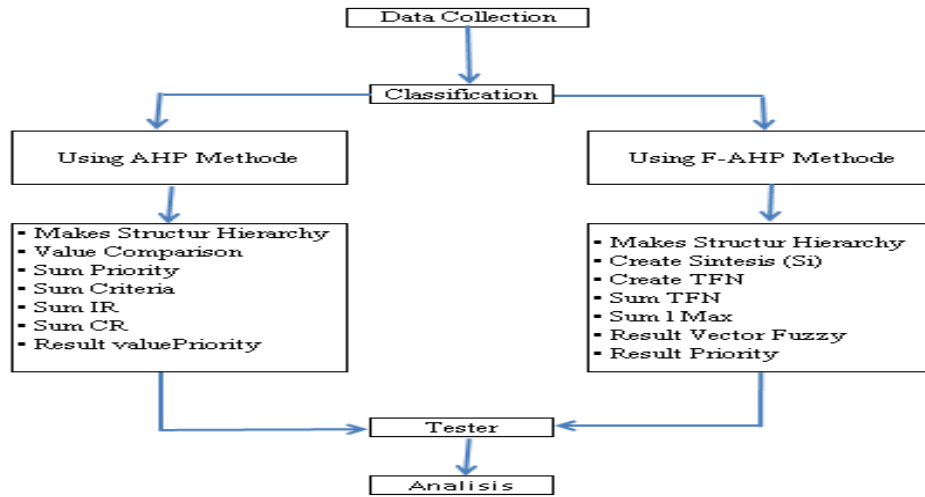 Data Collection
Classification
Using AHP Methode
Using F-AHP Methode
▪ Makes Structur Hierarchy
▪ Value Comparison
▪ Sum Priority
▪ Sum Criteria
▪ Sum IR
▪ Sum CR
▪ Result valuePriority
▪ Makes Structur Hierarchy
▪ Create Sintesis (Si)
▪ Create TFN
▪ Sum TFN
▪ Sum l Max
▪ Result Vector Fuzzy
▪ Result Priority
Tester
Analisis